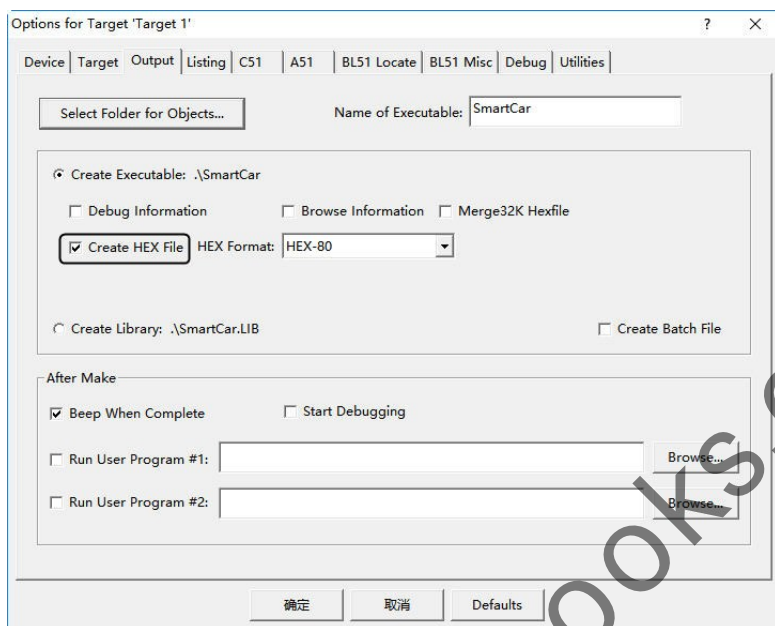 Options for Target 'Target 1'
? ×
Device Target Output Listing C51 A51 BL51 Locate BL51 Misc Debug Utilities
Select Folder for Objects... Name of Executable: SmartCar
Create Executable: .\SmartCar
Debug Information Browse Information Merge32K Hexfile
Create HEX File HEX Format: HEX-80
Create Library: .\SmartCar.LIB Create Batch File
After Make
Beep When Complete Start Debugging
Run User Program #1: Browse...
Run User Program #2: Browse...
确定 取消 Defaults
ooks.